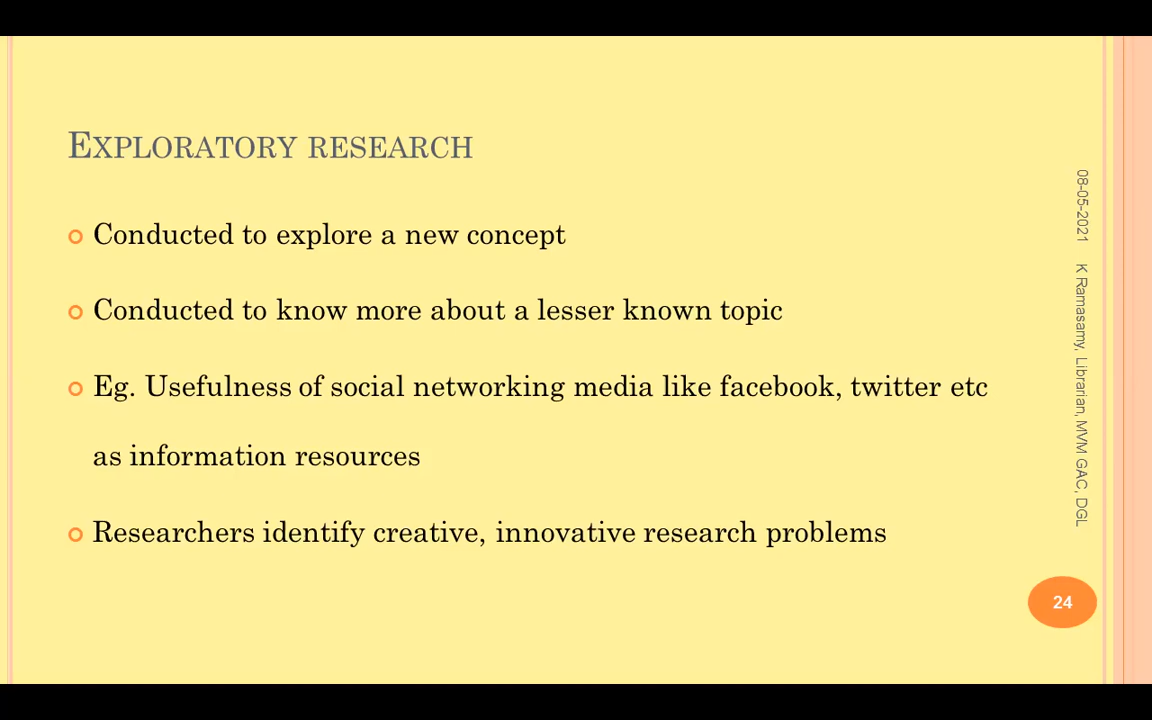 EXPLORATORY RESEARCH
Conducted to explore a new concept
Conducted to know more about a lesser known topic
Eg. Usefulness of social networking media like facebook, twitter etc
as information resources
Researchers identify creative, innovative research problems
08-05-2021 K Ramasamy, Librarian, MVM GAC, DGL
24